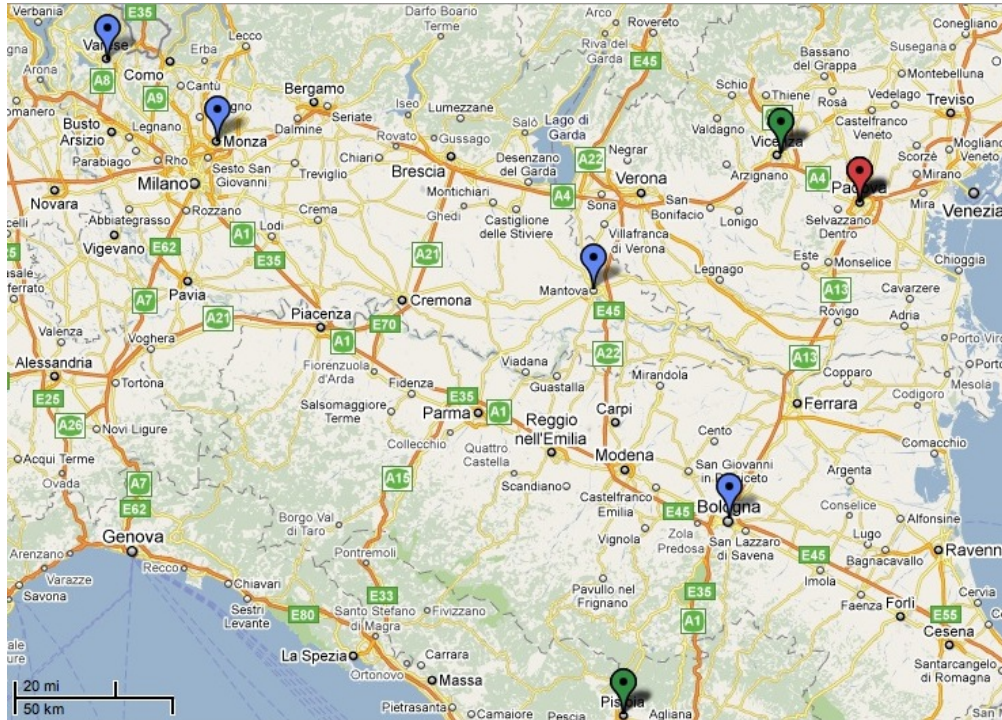 Verbania
E35
Darfo Boario
Terme
Arco
Rovereto
Conegliano
Varese
Erba
Lecco
Riva del
Garda
E45
Bassano
del Grappa
Susegana
Arona
A8
Como
Schio
Thiene
Rosà
Vedelago
Montebelluna
A9
Cantù
Bergamo
Iseo
Lumezzane
Salò
Lago di
Garda
Castelfranco
Veneto
Treviso
Busto
Arsizio
Legnano
Dalmine
Seriate
Gussago
Valdagno
Vicenza
Mogliano
Parabiago
Monza
Rovato
Desenzano
del Garda
A22
Negrar
Scorzè
Veneto
Rho
Sesto San
Giovanni
Chiari
Brescia
Arzignano
A4
Mirano
Milano
Treviglio
A4
Verona
Padova
Mira
Venezia
Novara
Rozzano
Montichari
Sona
San
Bonifacio
Lonigo
Selvazzano
Dentro
Abbiategrasso
Crema
Ghedi
Castiglione
delle Stiviere
Villafranca
di Verona
Vigevano
E62
A1
Lodi
E35
A21
Este
Monselice
Chioggia
Legnago
Pavia
Mantova
A13
Cavarzere
A7
A21
Piacenza
Cremona
E45
Rovigo
Adria
Valenza
Voghera
A1
E70
A22
A13
Porto Viro
Alessandria
Fiorenzuola
d'Arda
Viadana
Mirandola
Copparo
Mesola
Tortona
Fidenza
Guastalla
E25
Salsomaggiore
Terme
E35
Ferrara
Codigoro
A26
Novi Ligure
Parma
A1
Carpi
Reggio
nell'Emilia
Cento
Comacchio
Collecchio
Quattro
Castella
Modena
San Giovanni
Acqui Terme
Ovada
A7
A15
Scandiano
Argenta
E62
Castelfranco
Emilia
E45
Bologna
Conselice
Alfonsine
Genova
Borgo Val
di Taro
Vignola
Zola
Predosa
San Lazzaro
di Savena
Lugo
Arenzano
Recco
Pontremoli
E45
Bagnacavallo
Varazze
Savona
Chiavari
Pavullo nel
Frignano
E35
Imola
Cervia
Sestri
Levante
E80
E33
Santo Stefano
di Magra
Fivizzano
A1
Faenza
Forlì
E55
La Spezia
Carrara
Cesena
Ortonovo
Massa
Santarcangelo
di Romagna
20 mi
50 km
Pietrasanta
Camaiore
Pescia
Agliana